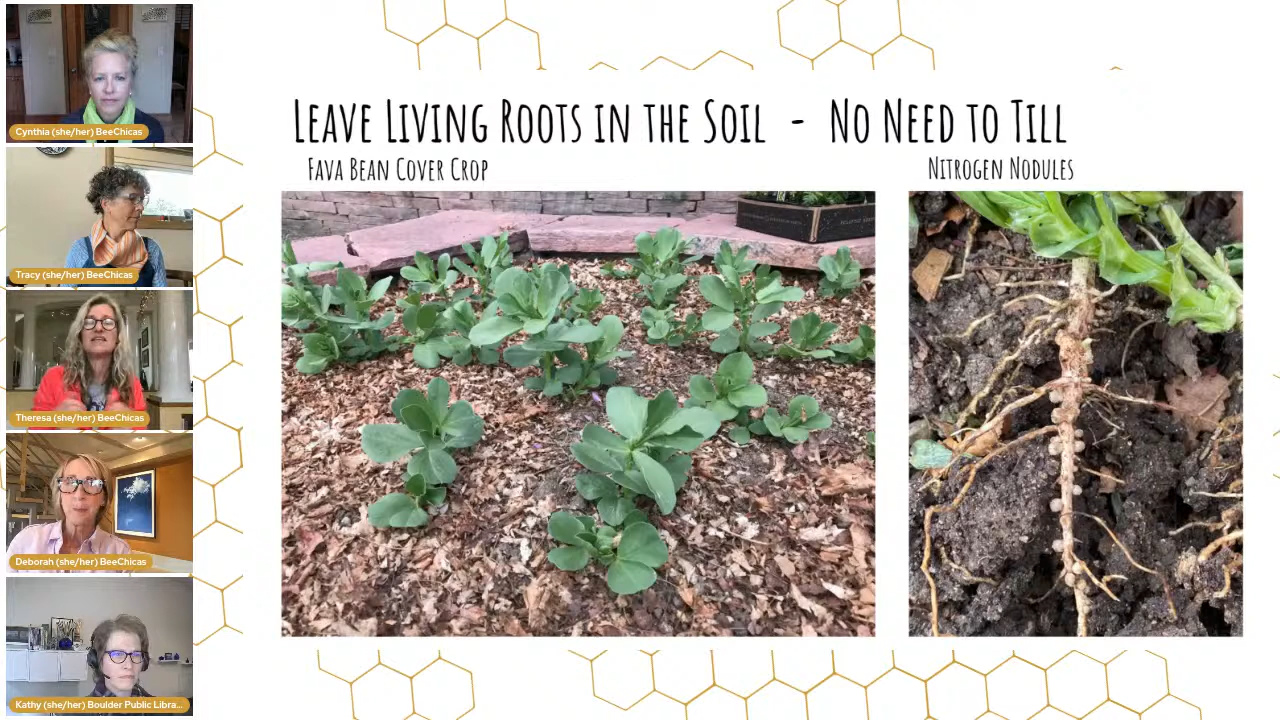 Leave Living Roots in the Soil - No Need to Till
Fava Bean Cover Crop
Nitrogen Nodules
Cynthia (she/her) BeeChicas
Tracy (she/her) BeeChicas
Theresa (she/her) BeeChicas
Deborah (she/her) BeeChicas
Kathy (she/her) Boulder Public Libra...